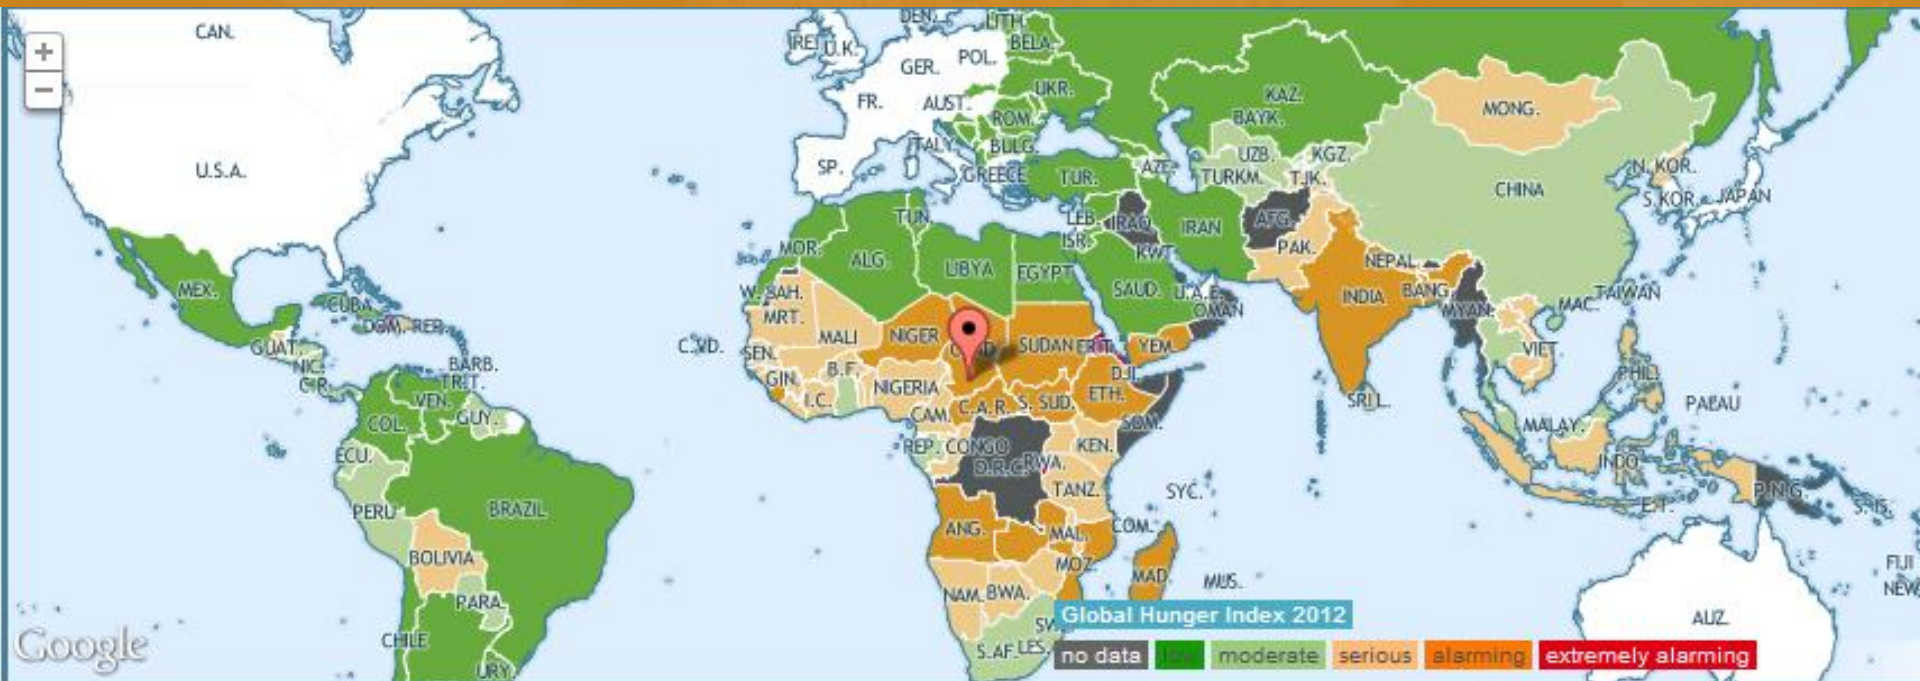 CAN.
DEN.
LITH
IRE.
U.K.
BELA.
GER.
POL.
UKR.
FR.
AUST.
KAZ.
MONG.
ROM.
BAYK.
ITALY
BULG.
UZB.
KGZ.
N. KOR.
U.S.A.
SP.
GREECE
TUR.
AZE.
TURKM.
TJK.
CHINA
S.KOR.
JAPAN
TUN.
LEB.
IRAQ
IRAN
AFG.
MOR.
ISR.
KWT
PAK.
ALG.
LIBYA
EGYPT
NEPAL
MEX.
W. SAH.
SAUD.
U.A.E.
INDIA
BANG.
TAIWAN
CUBA
OMAN
MYAN.
MAC.
DOM. REP.
MRT.
MALI
NIGER
GUAT.
C.VD.
SEN.
SUDAN
ERIT.
YEM.
VIET
NIC.
BARB.
B.F.
DJI.
PHIL.
C.R.
TR.T.
GIN.
NIGERIA
ETH.
VEN.
I.C.
C.A.R.
S. SUD.
SRI L.
PALAU
COL.
GUY.
CAM.
SOM.
MALAY.
ECU.
REP. CONGO
KEN.
D.R.C.
RWA.
INDO.
TANZ.
SYC.
P.N.G.
PERU
BRAZIL
E.T.
S. IS.
ANG.
MAL.
COM.
BOLIVIA
MOZ.
FIJI
MAD.
MUS.
NEW
NAM.
BWA.
PARA.
Global Hunger Index 2012
AUZ.
CHILE
SW.
Google
S.AF.
LES.
no data
low
moderate
serious
alarming
extremely alarming
URY.